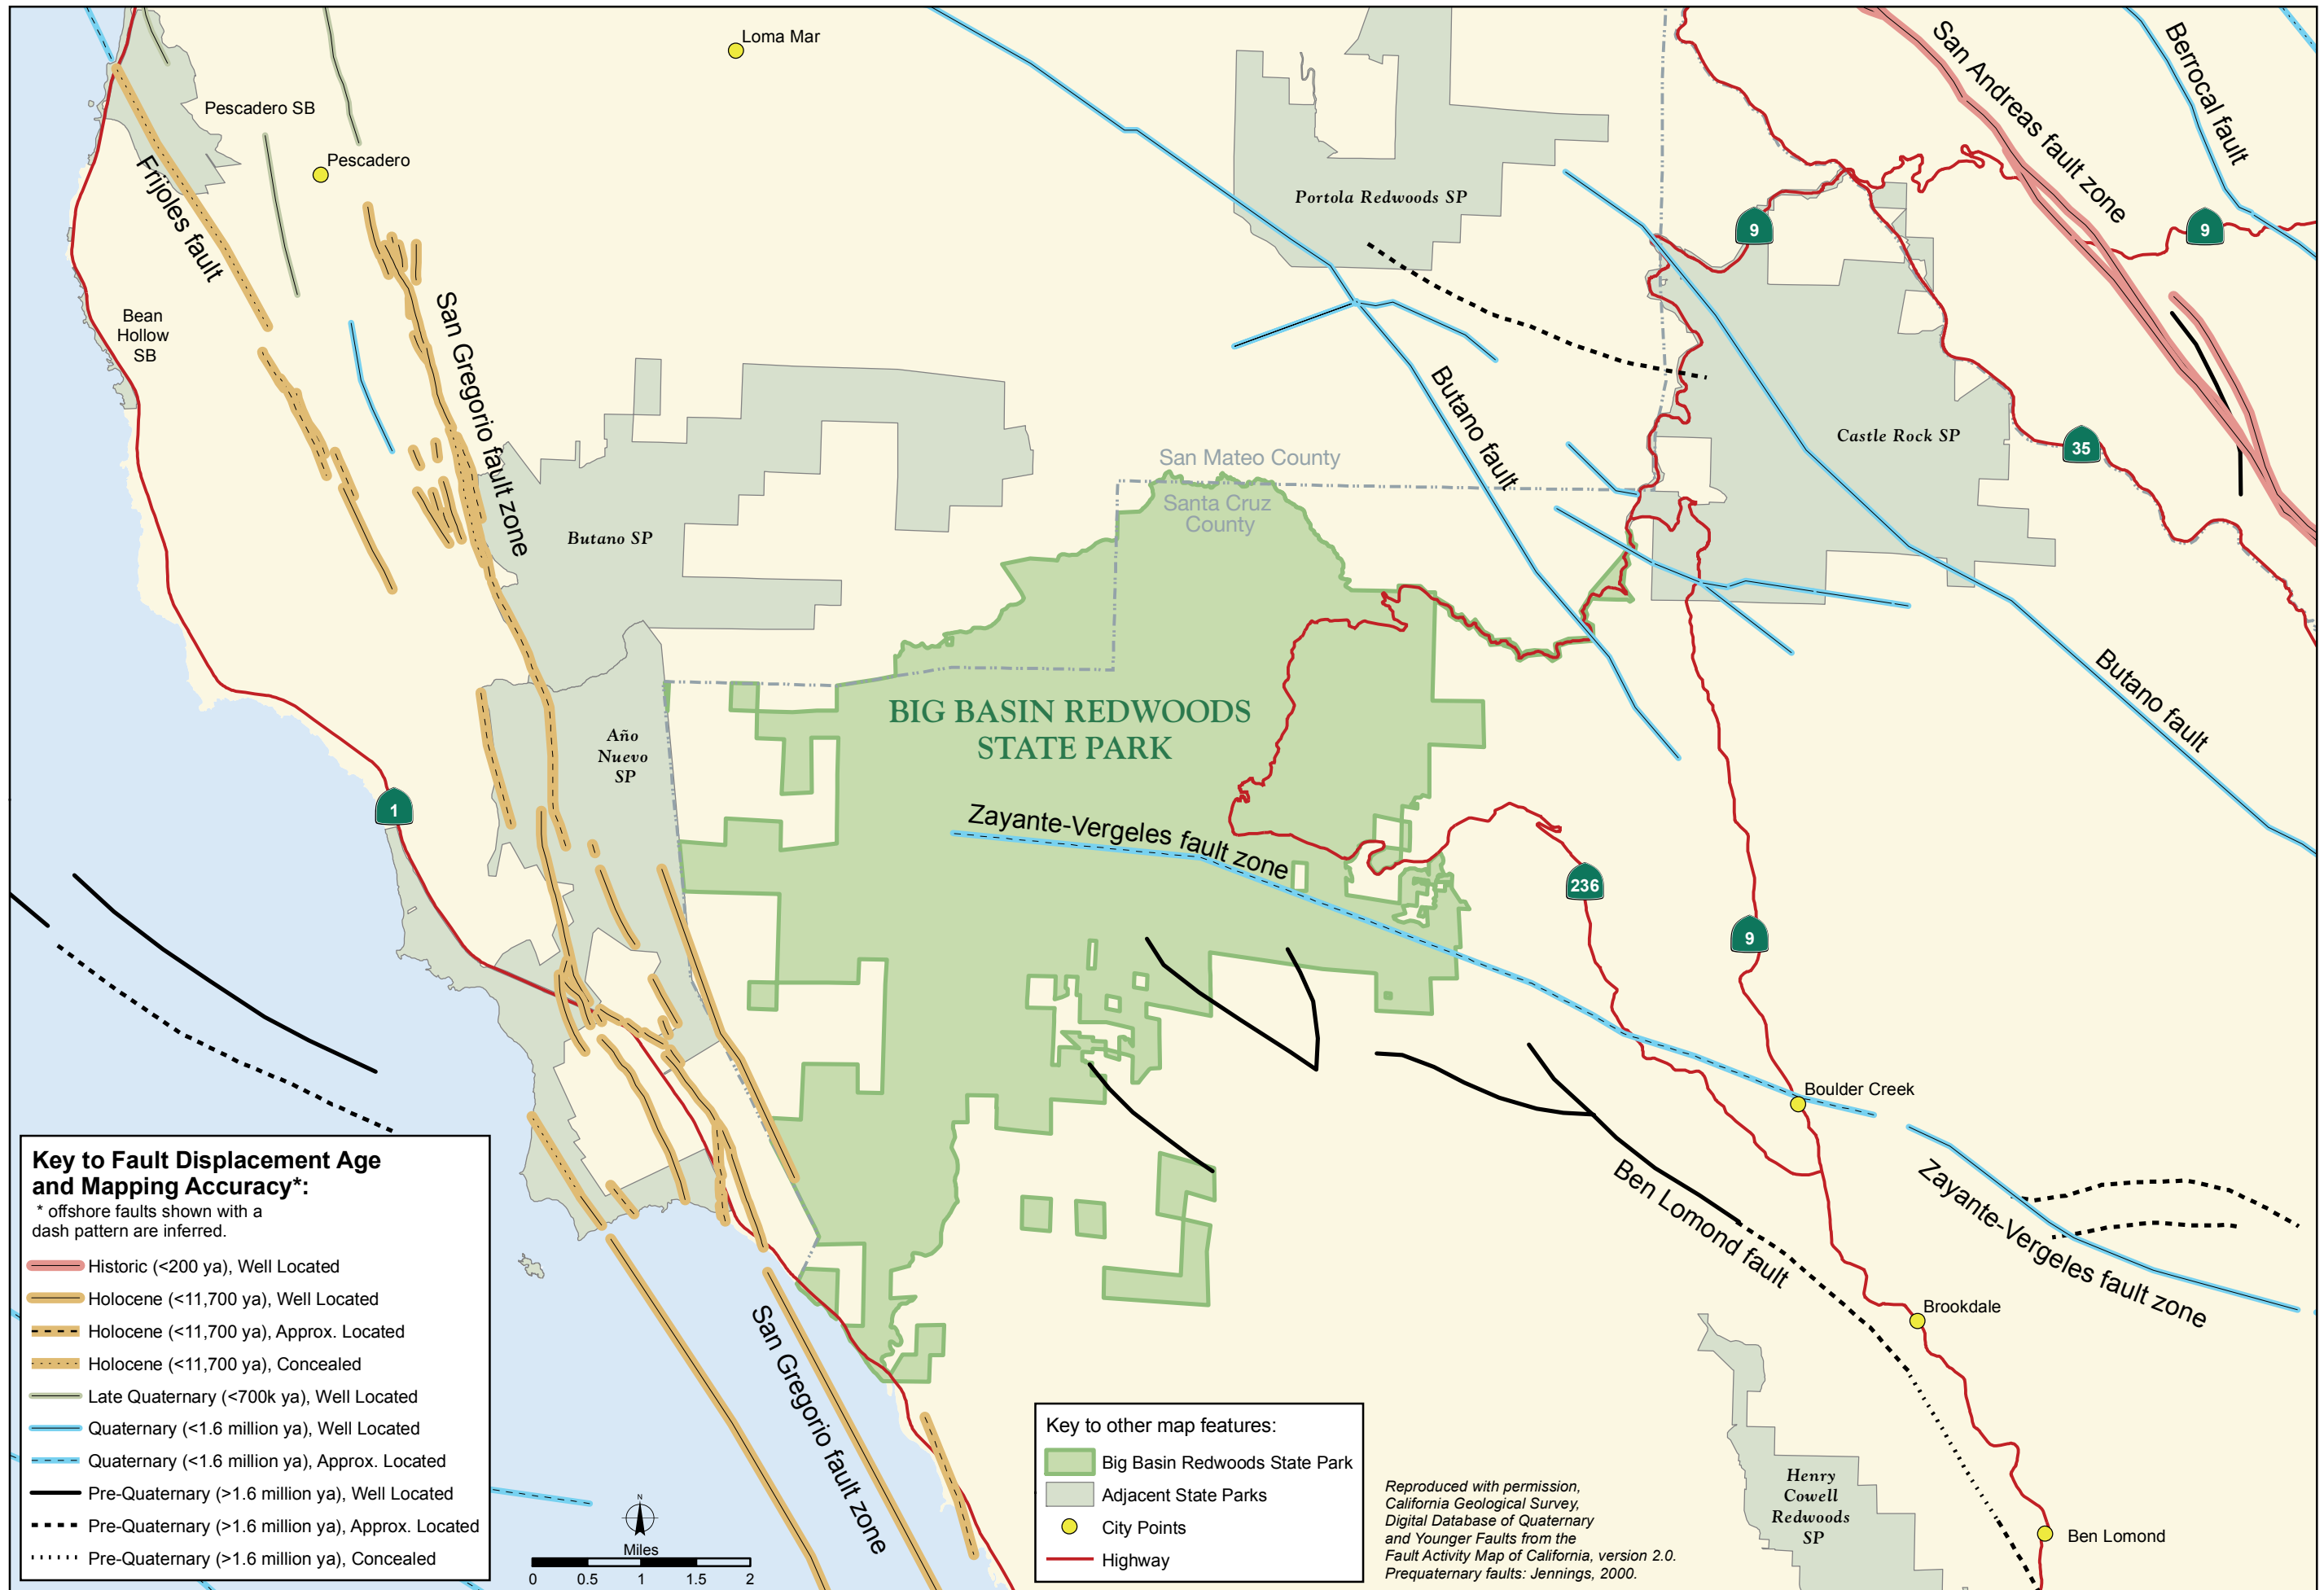 Loma Mar
Pescadero SB
Pescadero
Frijoles fault
Bean
Hollow
SB
San Gregorio fault zone
Portola Redwoods SP
San Andreas fault zone
Berrocal fault
9
9
Butano fault
Castle Rock SP
35
San Mateo County
Santa Cruz
County
Butano SP
BIG BASIN REDWOODS
STATE PARK
Año
Nuevo
SP
Butano fault
1
Zayante-Vergeles fault zone
236
9
Boulder Creek
Ben Lomond fault
Zayante-Vergeles fault zone
Brookdale
San Gregorio fault zone
Henry
Cowell
Redwoods
SP
Ben Lomond
Key to Fault Displacement Age
and Mapping Accuracy*:
* offshore faults shown with a
dash pattern are inferred.
Historic (<200 ya), Well Located
Holocene (<11,700 ya), Well Located
Holocene (<11,700 ya), Approx. Located
Holocene (<11,700 ya), Concealed
Late Quaternary (<700k ya), Well Located
Quaternary (<1.6 million ya), Well Located
Quaternary (<1.6 million ya), Approx. Located
Pre-Quaternary (>1.6 million ya), Well Located
Pre-Quaternary (>1.6 million ya), Approx. Located
Pre-Quaternary (>1.6 million ya), Concealed
N
Miles
0 0.5 1 1.5 2
Key to other map features:
Big Basin Redwoods State Park
Adjacent State Parks
City Points
Highway
Reproduced with permission,
California Geological Survey,
Digital Database of Quaternary
and Younger Faults from the
Fault Activity Map of California, version 2.0.
Prequaternary faults: Jennings, 2000.